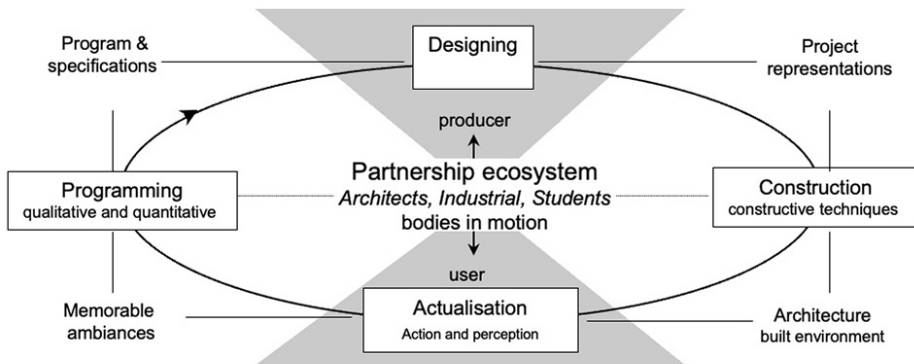 Program &
specifications
Designing
Project
representations
producer
Programming
qualitative and quantitative
Partnership ecosystem
Architects, Industrial, Students
bodies in motion
Construction
constructive techniques
user
Memorable
ambiances
Actualisation
Action and perception
Architecture
built environment